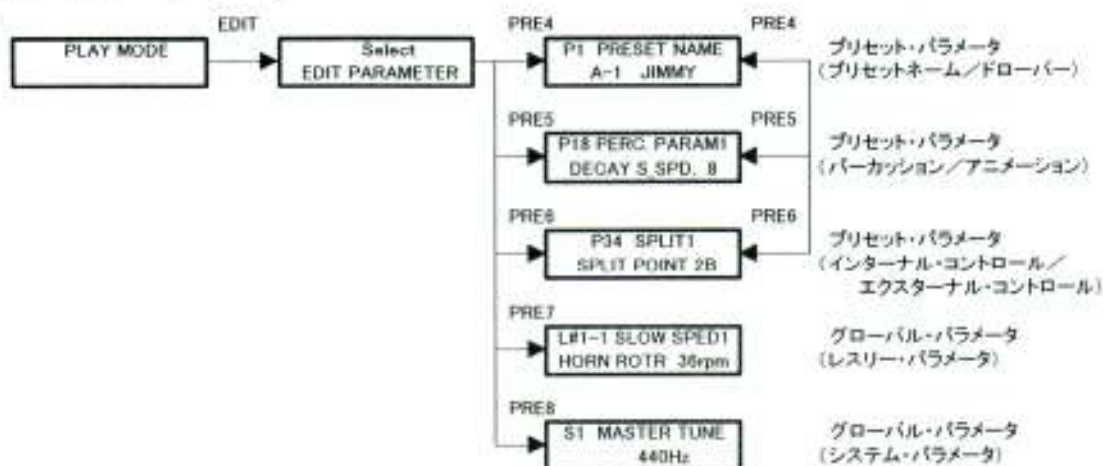 EDIT
PRE4
PRE4
PLAY MODE
Select
EDIT PARAMETER
P1 PRESET NAME
A-1 JIMMY
プリセット・パラメータ
(プリセットネーム/ドローバー)
PRE5
PRE5
P18 PERC. PARAM1
DECAY S SPD. 8
プリセット・パラメータ
(パーカッション/アニメーション)
PRE6
PRE6
P34 SPLIT1
SPLIT POINT 2B
プリセット・パラメータ
(インターナル・コントロール/
エクスターナル・コントロール)
PRE7
L#1-1 SLOW SPED1
HORN ROTR 36rpm
グローバル・パラメータ
(レスリー・パラメータ)
PRE8
S1 MASTER TUNE
440Hz
グローバル・パラメータ
(システム・パラメータ)